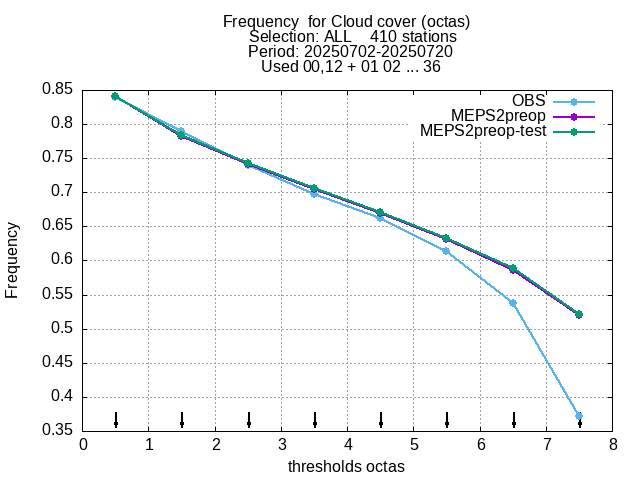 Frequency  for Cloud cover (octas)
Selection: ALL    410 stations
Period: 20250702-20250720
Used 00,12 + 01 02 ... 36
OBS
MEPS2preop
MEPS2preop-test
0.85
0.8
0.75
0.7
0.65
0.6
0.55
0.5
0.45
0.4
0.35
Frequency
0 1 2 3 4 5 6 7 8
thresholds octas